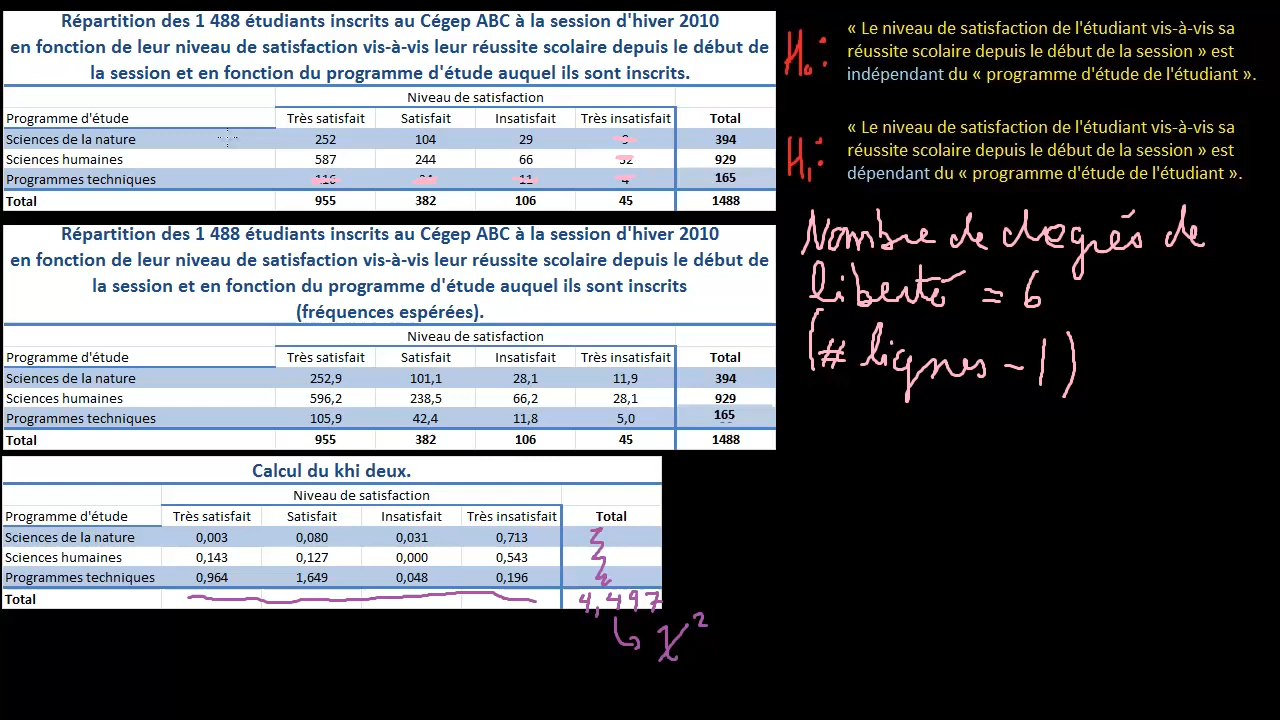 Répartition des 1 488 étudiants inscrits au Cégep ABC à la session d'hiver 2010
en fonction de leur niveau de satisfaction vis-à-vis leur réussite scolaire depuis le début de
la session et en fonction du programme d'étude auquel ils sont inscrits.
Niveau de satisfaction
Programme d'étude Très satisfait Satisfait Insatisfait Très insatisfait Total
Sciences de la nature 252 104 29 9 394
Sciences humaines 587 244 66 32 929
Programmes techniques 116 11 4 165
Total 955 382 106 45 1488
Répartition des 1 488 étudiants inscrits au Cégep ABC à la session d'hiver 2010
en fonction de leur niveau de satisfaction vis-à-vis leur réussite scolaire depuis le début de
la session et en fonction du programme d'étude auquel ils sont inscrits
(fréquences espérées).
Niveau de satisfaction
Programme d'étude Très satisfait Satisfait Insatisfait Très insatisfait Total
Sciences de la nature 252,9 101,1 28,1 11,9 394
Sciences humaines 596,2 238,5 66,2 28,1 929
Programmes techniques 105,9 42,4 11,8 5,0 165
Total 955 382 106 45 1488
Calcul du khi deux.
Niveau de satisfaction
Programme d'étude Très satisfait Satisfait Insatisfait Très insatisfait Total
Sciences de la nature 0,003 0,080 0,031 0,713
Sciences humaines 0,143 0,127 0,000 0,543
Programmes techniques 0,964 1,649 0,048 0,196
Total 4,497
χ²
H₀: « Le niveau de satisfaction de l'étudiant vis-à-vis sa
réussite scolaire depuis le début de la session » est
indépendant du « programme d'étude de l'étudiant ».
H₁: « Le niveau de satisfaction de l'étudiant vis-à-vis sa
réussite scolaire depuis le début de la session » est
dépendant du « programme d'étude de l'étudiant ».
Nombre de degrés de
liberté = 6
(# lignes - 1)